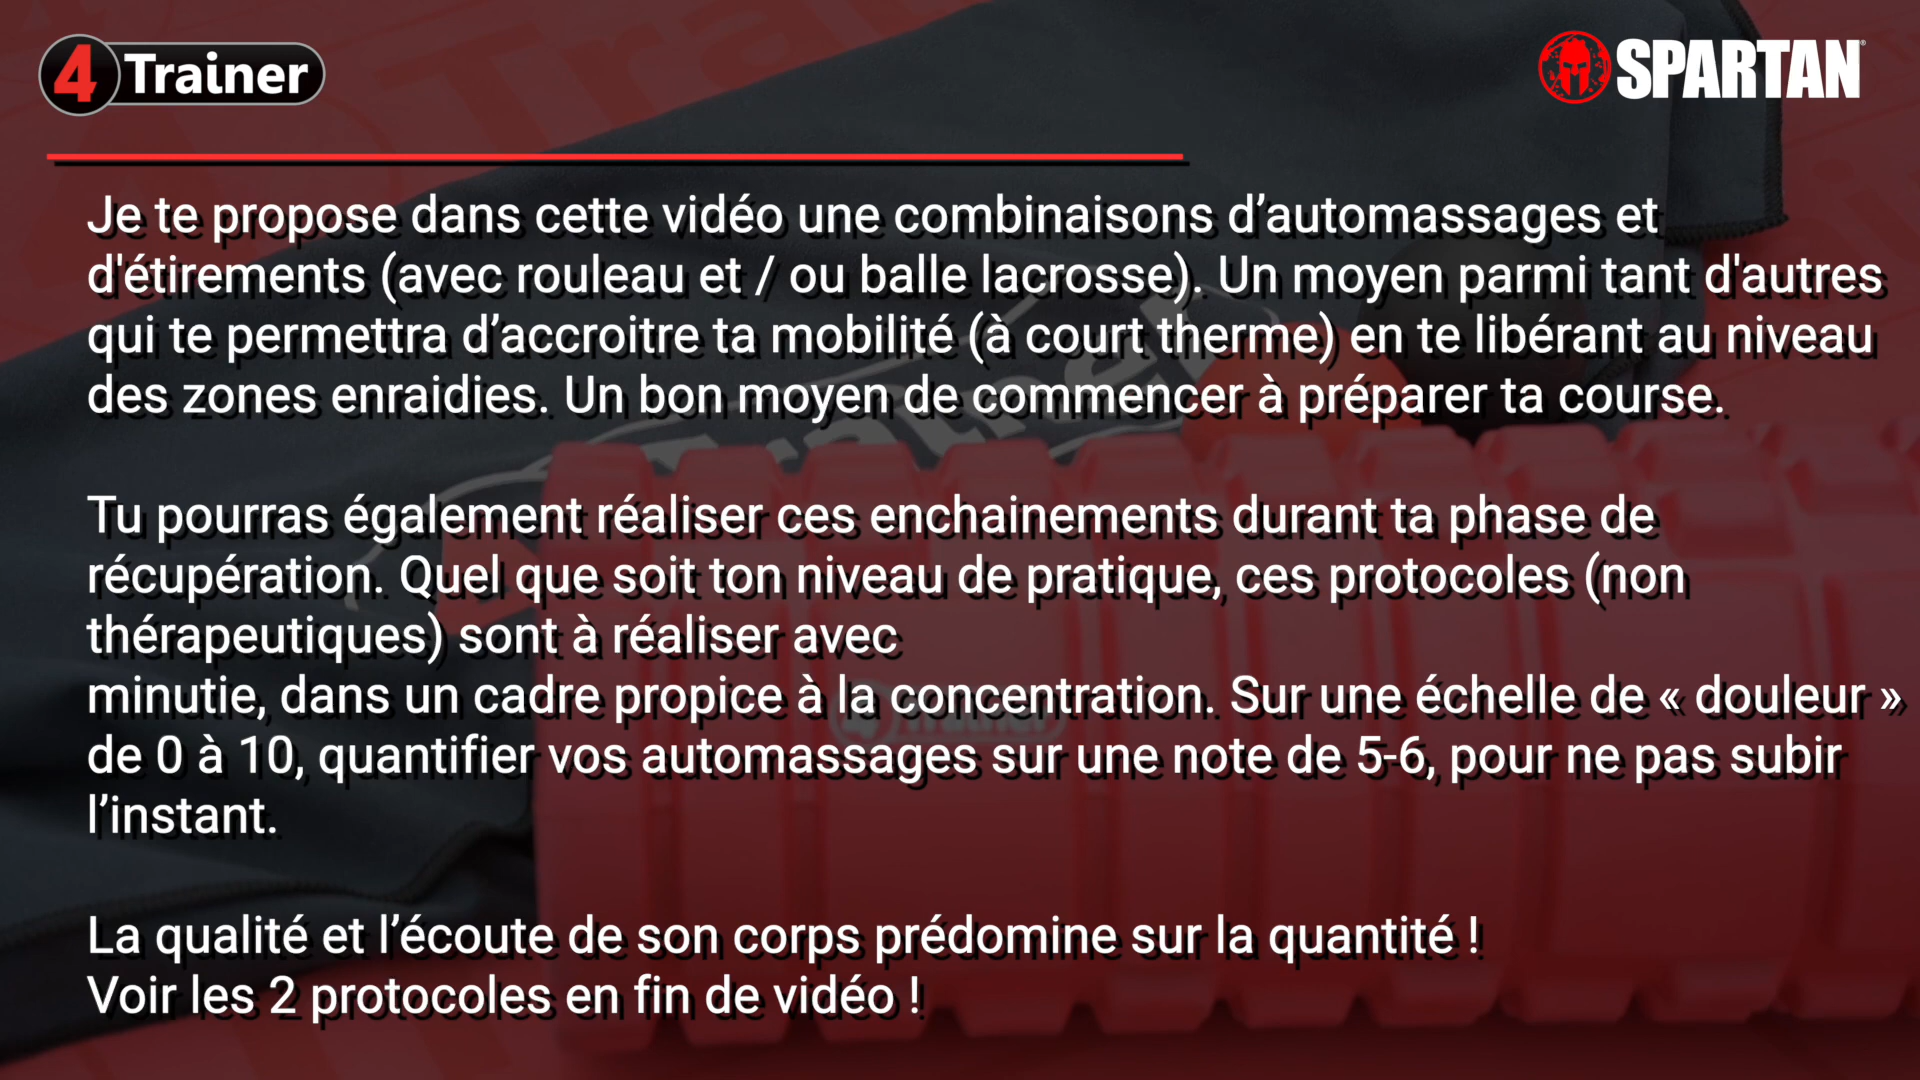 4 Trainer
SPARTAN
Je te propose dans cette vidéo une combinaisons d’automassages et
d'étirements (avec rouleau et / ou balle lacrosse). Un moyen parmi tant d'autres
qui te permettra d’accroitre ta mobilité (à court therme) en te libérant au niveau
des zones enraidies. Un bon moyen de commencer à préparer ta course.
Tu pourras également réaliser ces enchainements durant ta phase de
récupération. Quel que soit ton niveau de pratique, ces protocoles (non
thérapeutiques) sont à réaliser avec
minutie, dans un cadre propice à la concentration. Sur une échelle de « douleur »
de 0 à 10, quantifier vos automassages sur une note de 5-6, pour ne pas subir
l’instant.
La qualité et l’écoute de son corps prédomine sur la quantité !
Voir les 2 protocoles en fin de vidéo !